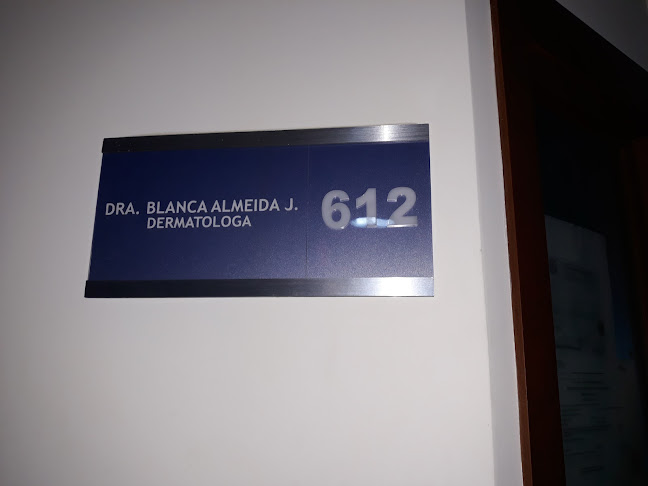 DRA. BLANCA ALMEIDA J.
DERMATOLOGA
612